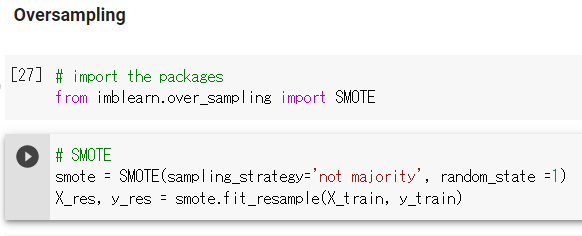 Oversampling
[27] # import the packages
from imblearn.over_sampling import SMOTE
# SMOTE
smote = SMOTE(sampling_strategy='not majority', random_state =1)
X_res, y_res = smote.fit_resample(X_train, y_train)